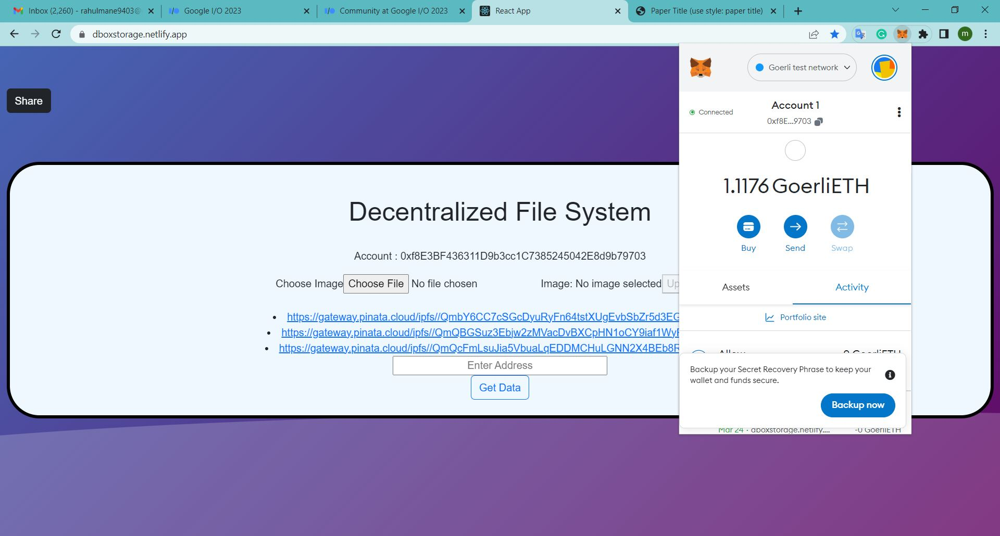 Inbox (2,260) - rahulmane9403@
Google I/O 2023
Community at Google I/O 2023
React App
Paper Title (use style: paper title)
dboxstorage.netlify.app
m
Share
Decentralized File System
Account : 0xf8E3BF436311D9b3cc1C7385245042E8d9b79703
Choose Image Choose File No file chosen
Image: No image selected Up
https://gateway.pinata.cloud/ipfs//QmbY6CC7cSGcDyuRyFn64tstXUgEvbSbZr5d3EG
https://gateway.pinata.cloud/ipfs//QmQBGSuz3Ebjw2zMVacDvBXCpHN1oCY9iaf1WyF
https://gateway.pinata.cloud/ipfs//QmQcFmLsuJia5VbuaLqEDDMCHuLGNN2X4BEb8R
Enter Address
Get Data
Goerli test network
Connected
Account 1
0xf8E...9703
1.1176 GoerliETH
Buy
Send
Swap
Assets
Activity
Portfolio site
Backup your Secret Recovery Phrase to keep your
wallet and funds secure.
Backup now
Mar 24 · dboxstorage.netlify....
-0 GoerliETH